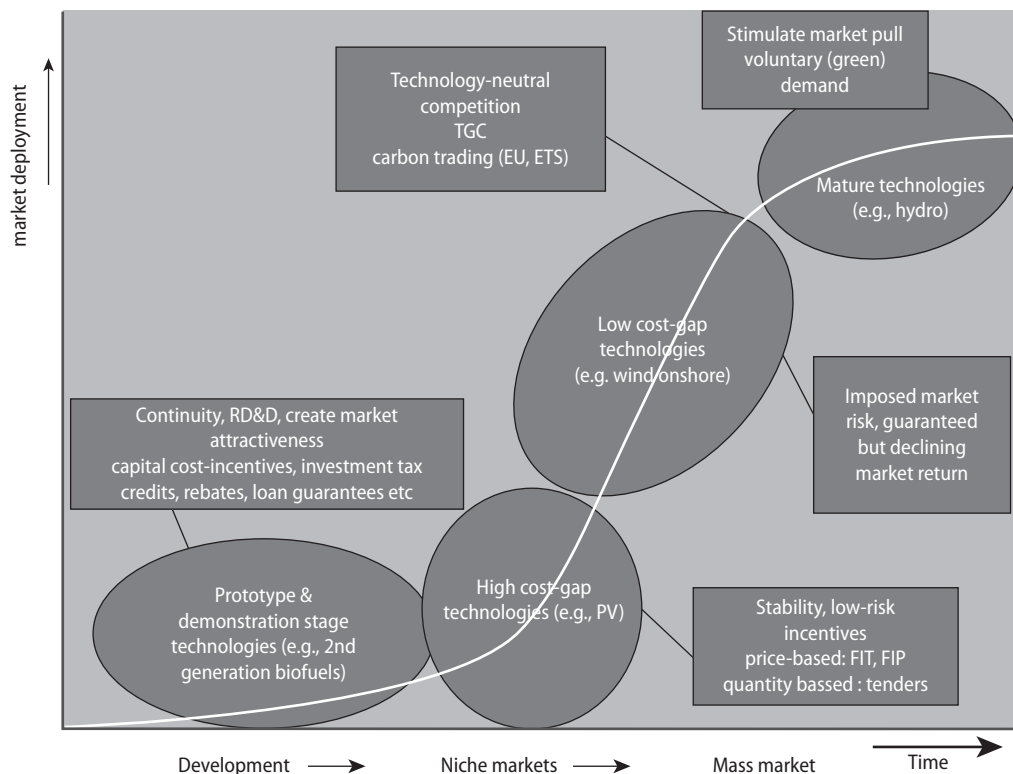 Stimulate market pull
voluntary (green)
demand
Technology-neutral
competition
TGC
carbon trading (EU, ETS)
market deployment
Mature technologies
(e.g., hydro)
Low cost-gap
technologies
(e.g. wind onshore)
Imposed market
risk, guaranteed
but declining
market return
Continuity, RD&D, create market
attractiveness
capital cost-incentives, investment tax
credits, rebates, loan guarantees etc
High cost-gap
technologies (e.g., PV)
Prototype &
demonstration stage
technologies (e.g., 2nd
generation biofuels)
Stability, low-risk
incentives
price-based: FIT, FIP
quantity bassed : tenders
Development
Niche markets
Mass market
Time